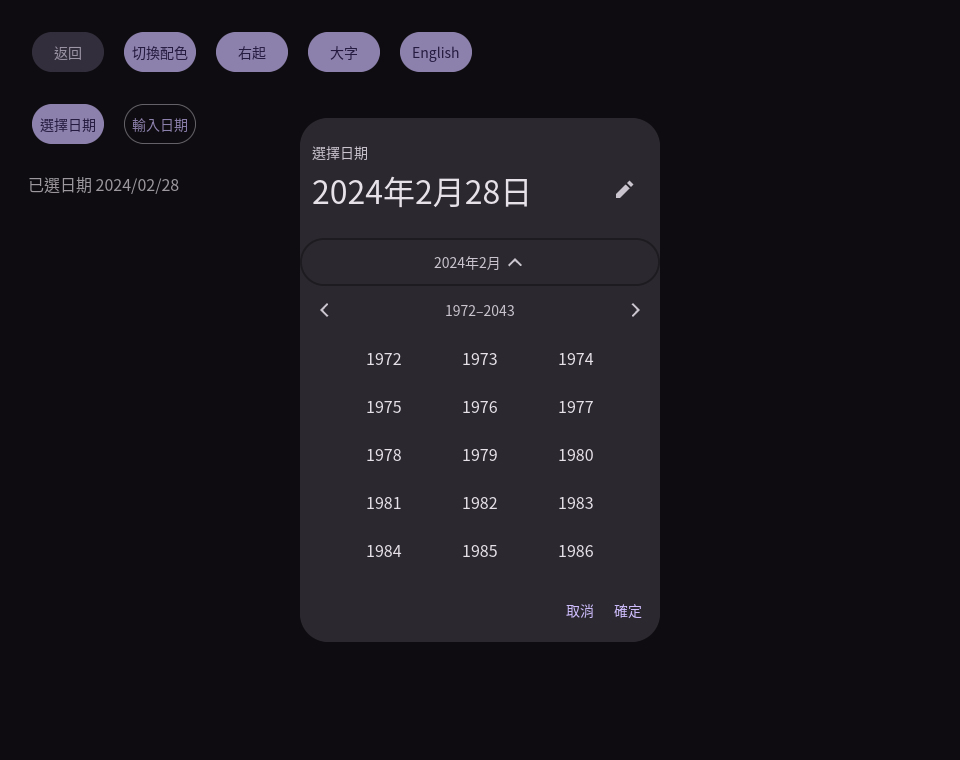 返回 切換配色 右起 大字 English
選擇日期 輸入日期
已選日期 2024/02/28
選擇日期
2024年2月28日
2024年2月
1972–2043
1972 1973 1974
1975 1976 1977
1978 1979 1980
1981 1982 1983
1984 1985 1986
取消 確定